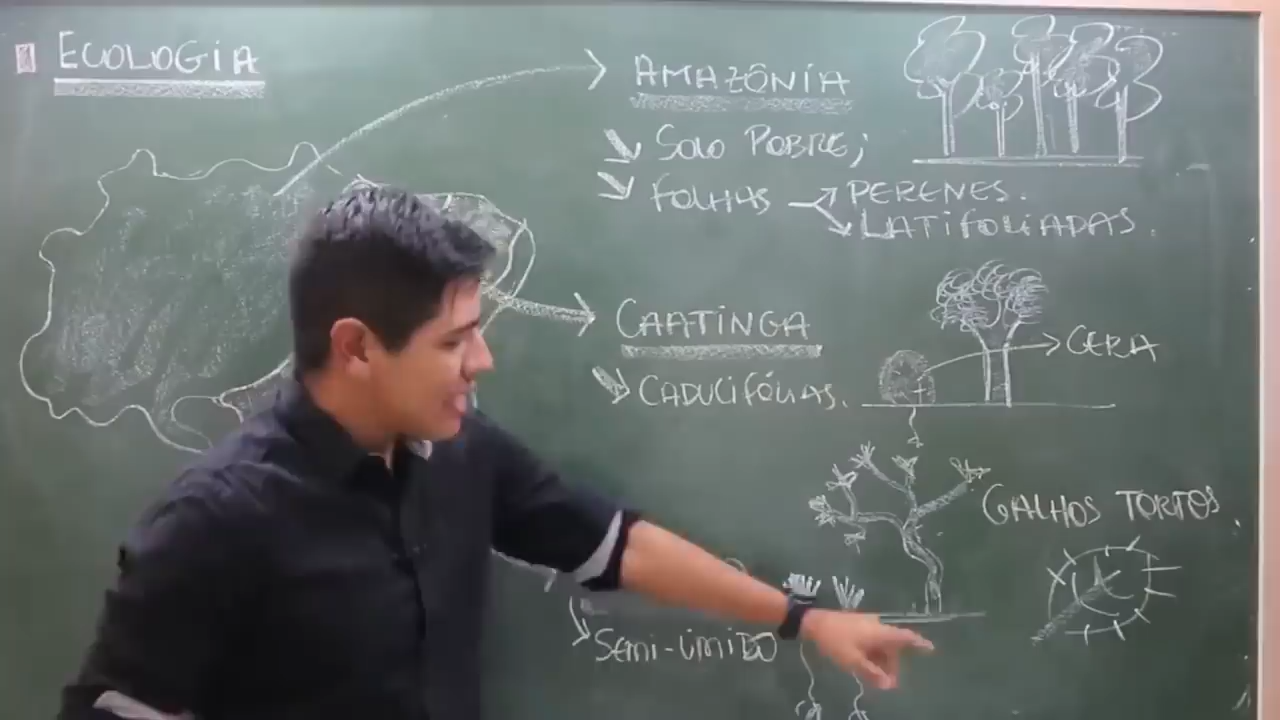 ECOLOGIA
AMAZÔNIA
SOLO POBRE;
FOLHAS PERENES.
LATIFOLIADAS.
CAATINGA
CERA
CADUCIFÓLIAS.
GALHOS TORTOS.
SEMI-ÚMIDO